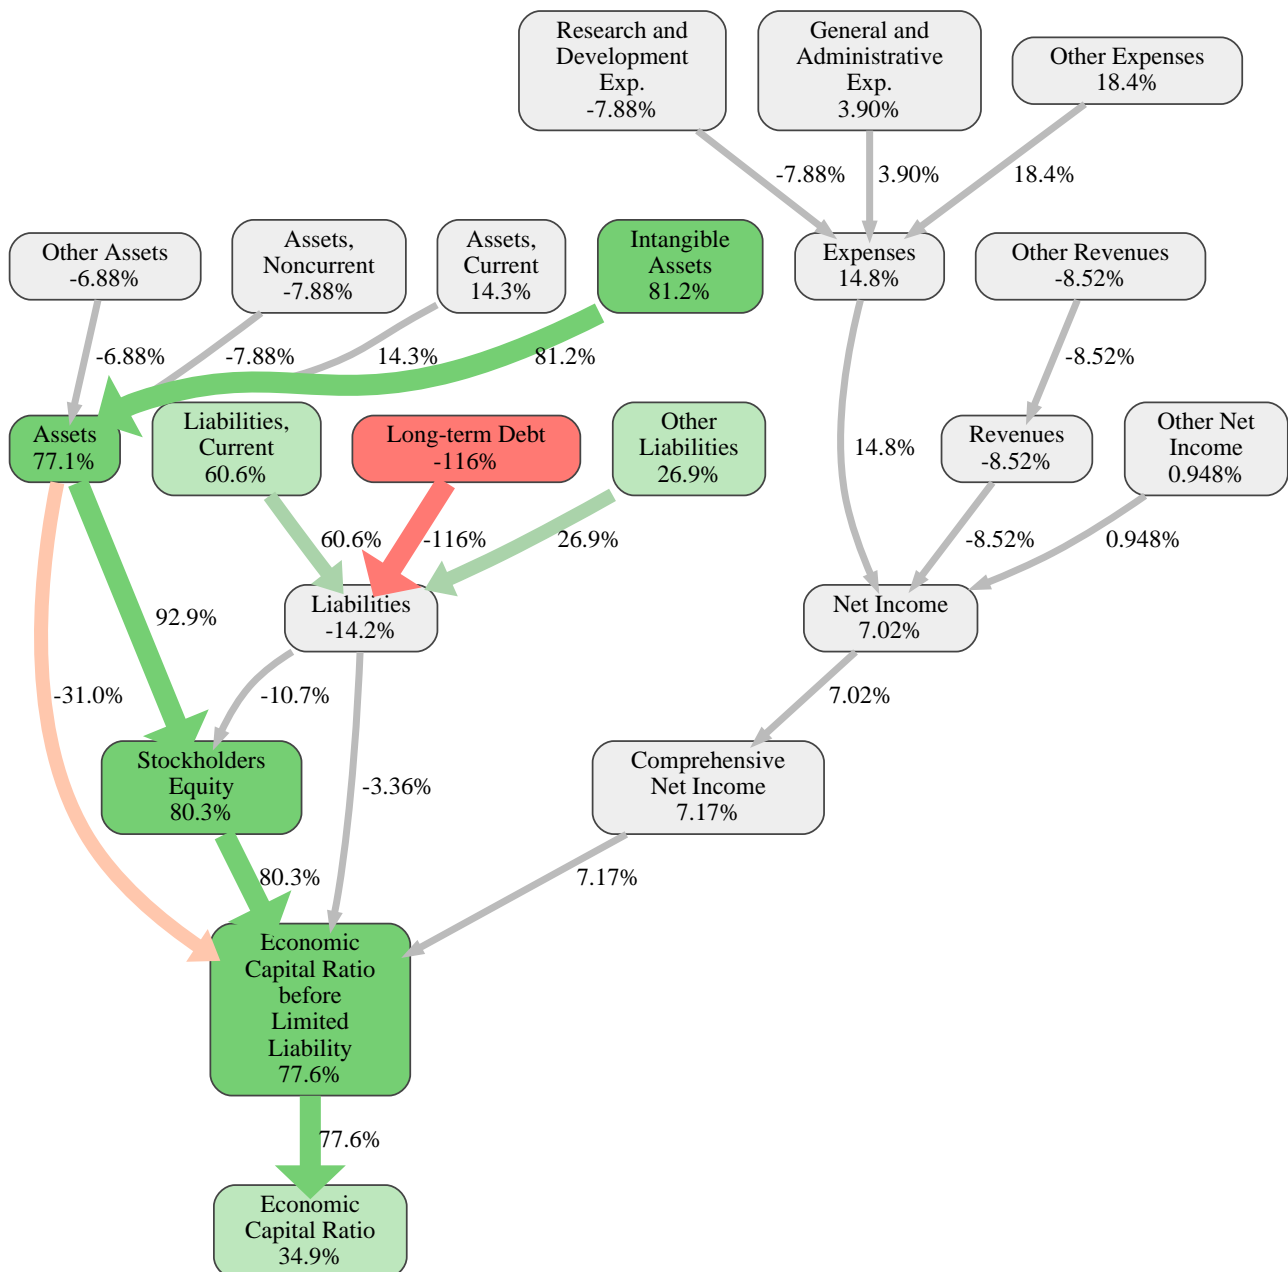 Research and
Development
Exp.
-7.88%
General and
Administrative
Exp.
3.90%
Other Expenses
18.4%
-7.88%
3.90%
18.4%
Other Assets
-6.88%
Assets,
Noncurrent
-7.88%
Assets,
Current
14.3%
Intangible
Assets
81.2%
Expenses
14.8%
Other Revenues
-8.52%
-6.88%
-7.88%
14.3%
81.2%
-8.52%
Assets
77.1%
Liabilities,
Current
60.6%
Long-term Debt
-116%
Other
Liabilities
26.9%
14.8%
Revenues
-8.52%
Other Net
Income
0.948%
60.6%
-116%
26.9%
-8.52%
0.948%
92.9%
Liabilities
-14.2%
Net Income
7.02%
-31.0%
-10.7%
7.02%
Stockholders
Equity
80.3%
-3.36%
Comprehensive
Net Income
7.17%
80.3%
7.17%
Economic
Capital Ratio
before
Limited
Liability
77.6%
77.6%
Economic
Capital Ratio
34.9%